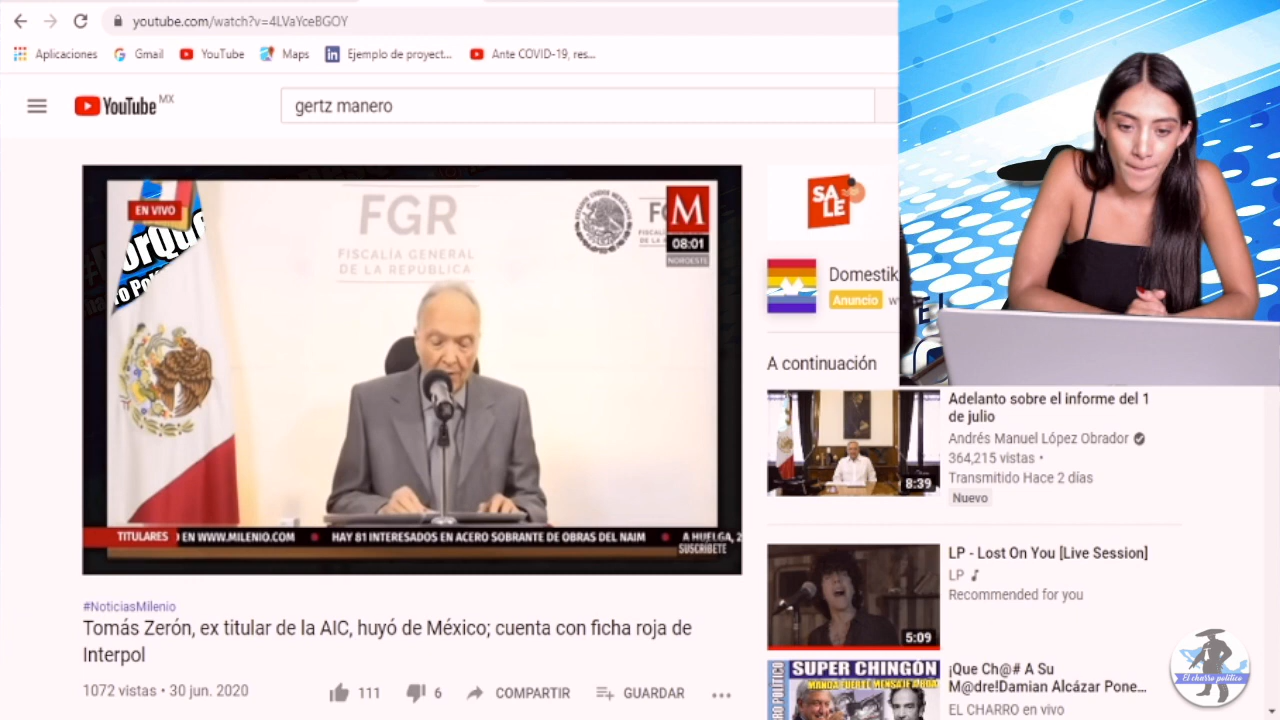 youtube.com/watch?v=4LVaYceBGOY
Aplicaciones
Gmail
YouTube
Maps
Ejemplo de proyect...
Ante COVID-19, res...
YouTube MX
gertz manero
EN VIVO
FGR
FISCALÍA GENERAL
DE LA REPÚBLICA
M
08:01
NOROESTE
TITULARES
EN WWW.MILENIO.COM
HAY 81 INTERESADOS EN ACERO SOBRANTE DE OBRAS DEL NAIM
A HUELGA, 2
SUSCRÍBETE
#NoticiasMilenio
Tomás Zerón, ex titular de la AIC, huyó de México; cuenta con ficha roja de
Interpol
1072 vistas • 30 jun. 2020
111
6
COMPARTIR
GUARDAR
SALE
Domestik
Anuncio
A continuación
8:39
Adelanto sobre el informe del 1
de julio
Andrés Manuel López Obrador
364,215 vistas •
Transmitido Hace 2 días
Nuevo
5:09
LP - Lost On You [Live Session]
LP
Recommended for you
SUPER CHINGÓN
¡Que Ch@# A Su
M@dre!Damian Alcázar Pone...
EL CHARRO en vivo
El charro político